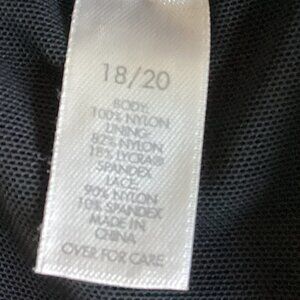 18/20
BODY:
100% NYLON
LINING:
82% NYLON
18% LYCRA®
SPANDEX
LACE:
90% NYLON
10% SPANDEX
MADE IN
CHINA
OVER FOR CARE